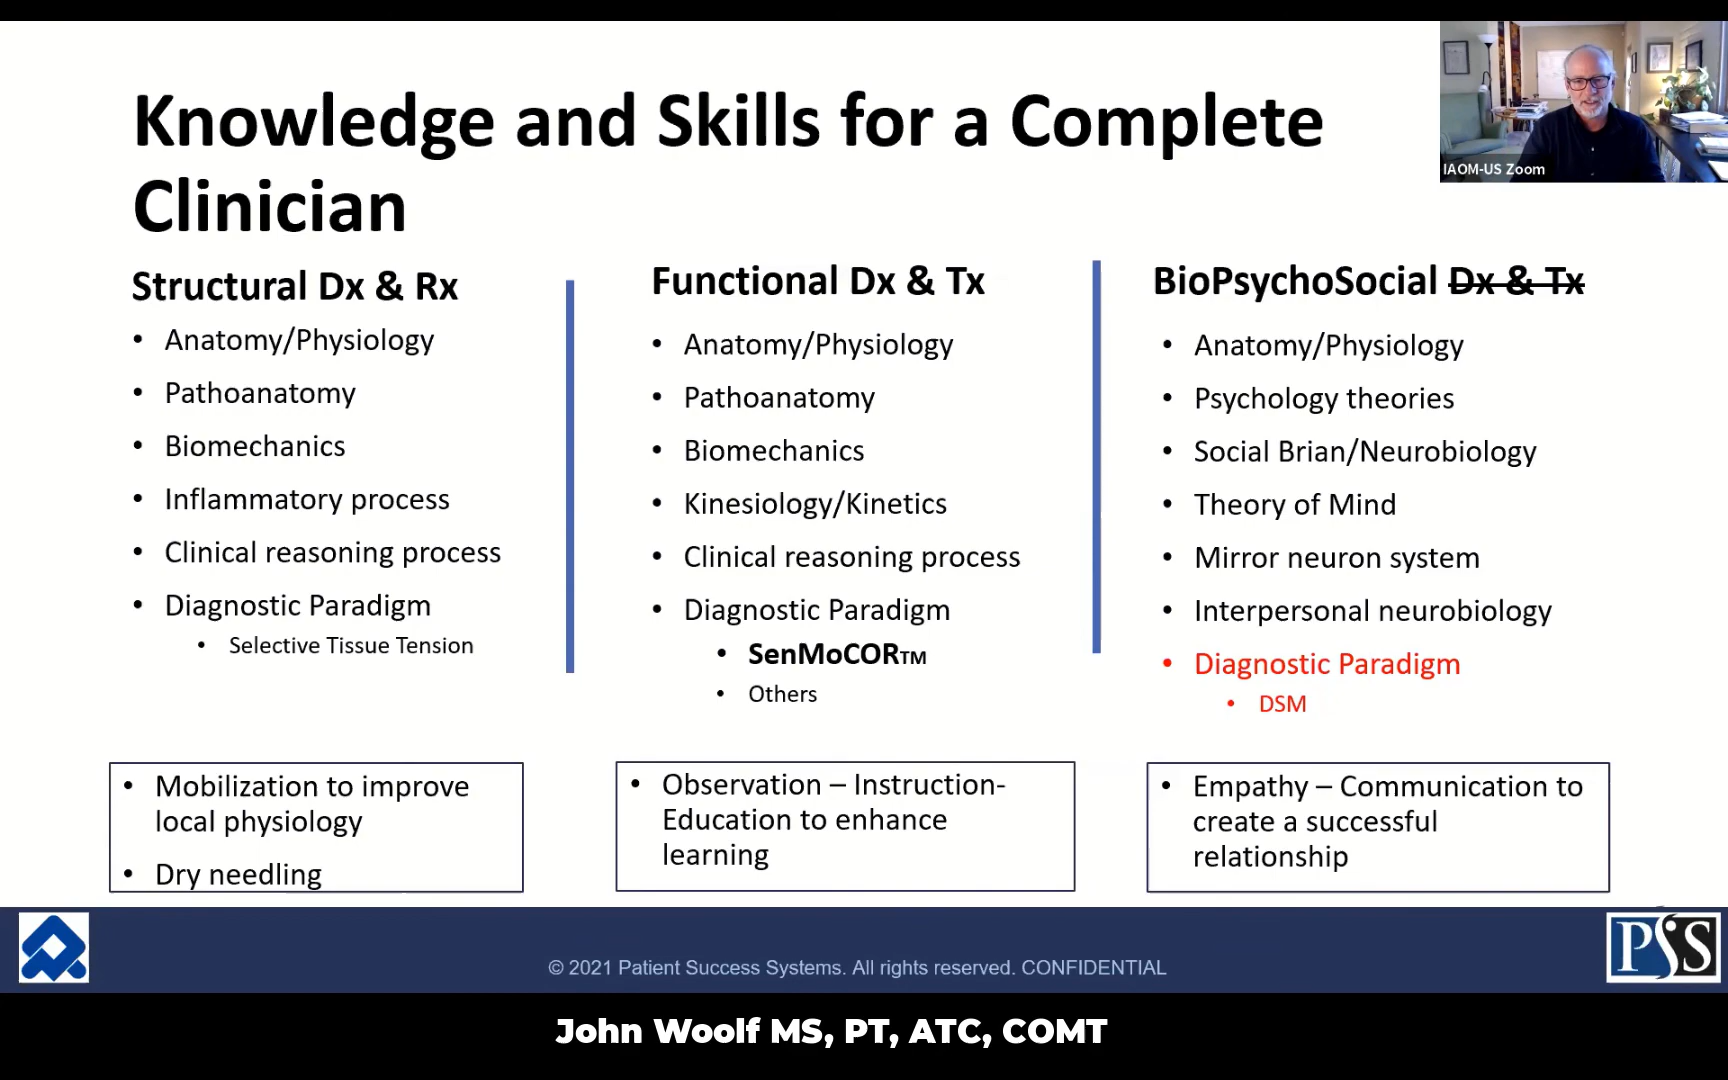 Knowledge and Skills for a Complete
Clinician
IAOM-US Zoom
Structural Dx & Rx
• Anatomy/Physiology
• Pathoanatomy
• Biomechanics
• Inflammatory process
• Clinical reasoning process
• Diagnostic Paradigm
• Selective Tissue Tension
• Mobilization to improve
local physiology
• Dry needling
Functional Dx & Tx
• Anatomy/Physiology
• Pathoanatomy
• Biomechanics
• Kinesiology/Kinetics
• Clinical reasoning process
• Diagnostic Paradigm
• SenMoCOR™
• Others
• Observation – Instruction-
Education to enhance
learning
BioPsychoSocial Dx & Tx
• Anatomy/Physiology
• Psychology theories
• Social Brian/Neurobiology
• Theory of Mind
• Mirror neuron system
• Interpersonal neurobiology
• Diagnostic Paradigm
• DSM
• Empathy – Communication to
create a successful
relationship
© 2021 Patient Success Systems. All rights reserved. CONFIDENTIAL
PSS
John Woolf MS, PT, ATC, COMT